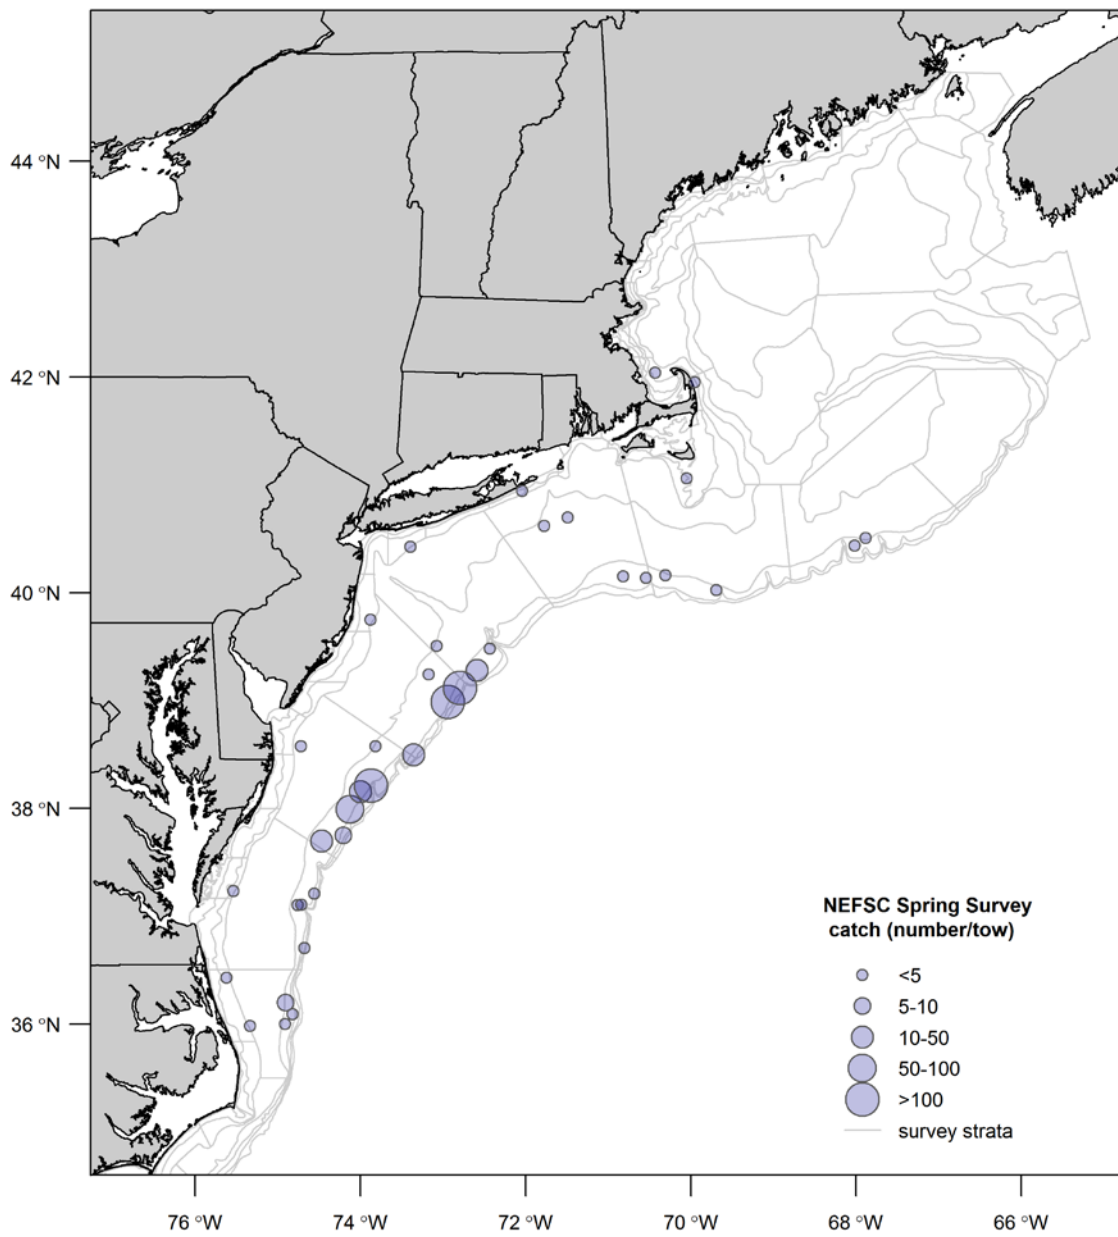 44 °N
42 °N
40 °N
38 °N
36 °N
NEFSC Spring Survey
catch (number/tow)
<5
5-10
10-50
50-100
>100
survey strata
76 °W
74 °W
72 °W
70 °W
68 °W
66 °W